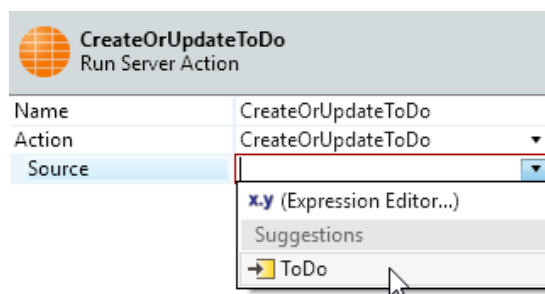 CreateOrUpdateToDo
Run Server Action
Name CreateOrUpdateToDo
Action CreateOrUpdateToDo
Source
x.y (Expression Editor...)
Suggestions
ToDo